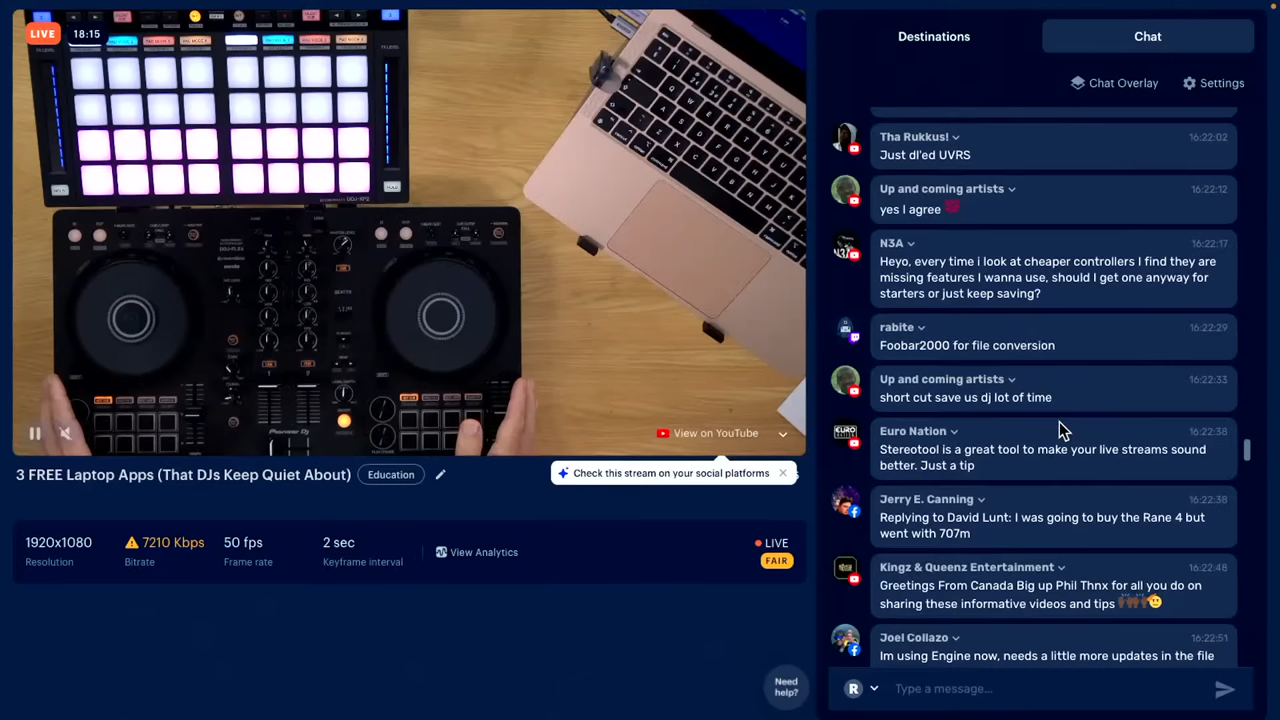 LIVE
18:15
View on YouTube
3 FREE Laptop Apps (That DJs Keep Quiet About)
Education
Check this stream on your social platforms
1920x1080
Resolution
7210 Kbps
Bitrate
50 fps
Frame rate
2 sec
Keyframe interval
View Analytics
LIVE
FAIR
Need
help?
Destinations
Chat
Chat Overlay
Settings
Tha Rukkus!
16:22:02
Just dl'ed UVRS
Up and coming artists
16:22:12
yes I agree
N3A
16:22:17
Heyo, every time i look at cheaper controllers I find they are
missing features I wanna use, should I get one anyway for
starters or just keep saving?
rabite
16:22:29
Foobar2000 for file conversion
Up and coming artists
16:22:33
short cut save us dj lot of time
Euro Nation
16:22:38
Stereotool is a great tool to make your live streams sound
better. Just a tip
Jerry E. Canning
16:22:38
Replying to David Lunt: I was going to buy the Rane 4 but
went with 707m
Kingz & Queenz Entertainment
16:22:48
Greetings From Canada Big up Phil Thnx for all you do on
sharing these informative videos and tips
Joel Collazo
16:22:51
Im using Engine now, needs a little more updates in the file
R
Type a message...